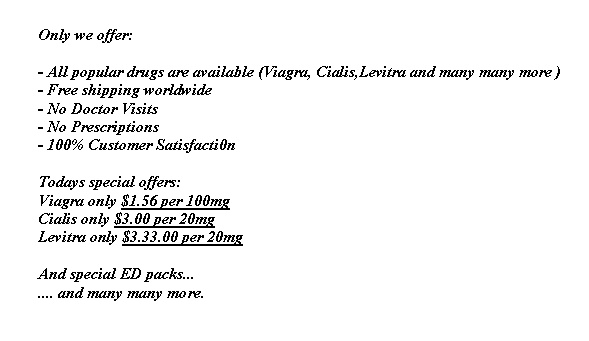 Only we offer:
- All popular drugs are available (Viagra, Cialis,Levitra and many many more )
- Free shipping worldwide
- No Doctor Visits
- No Prescriptions
- 100% Customer Satisfacti0n
Todays special offers:
Viagra only $1.56 per 100mg
Cialis only $3.00 per 20mg
Levitra only $3.33.00 per 20mg
And special ED packs...
.... and many many more.